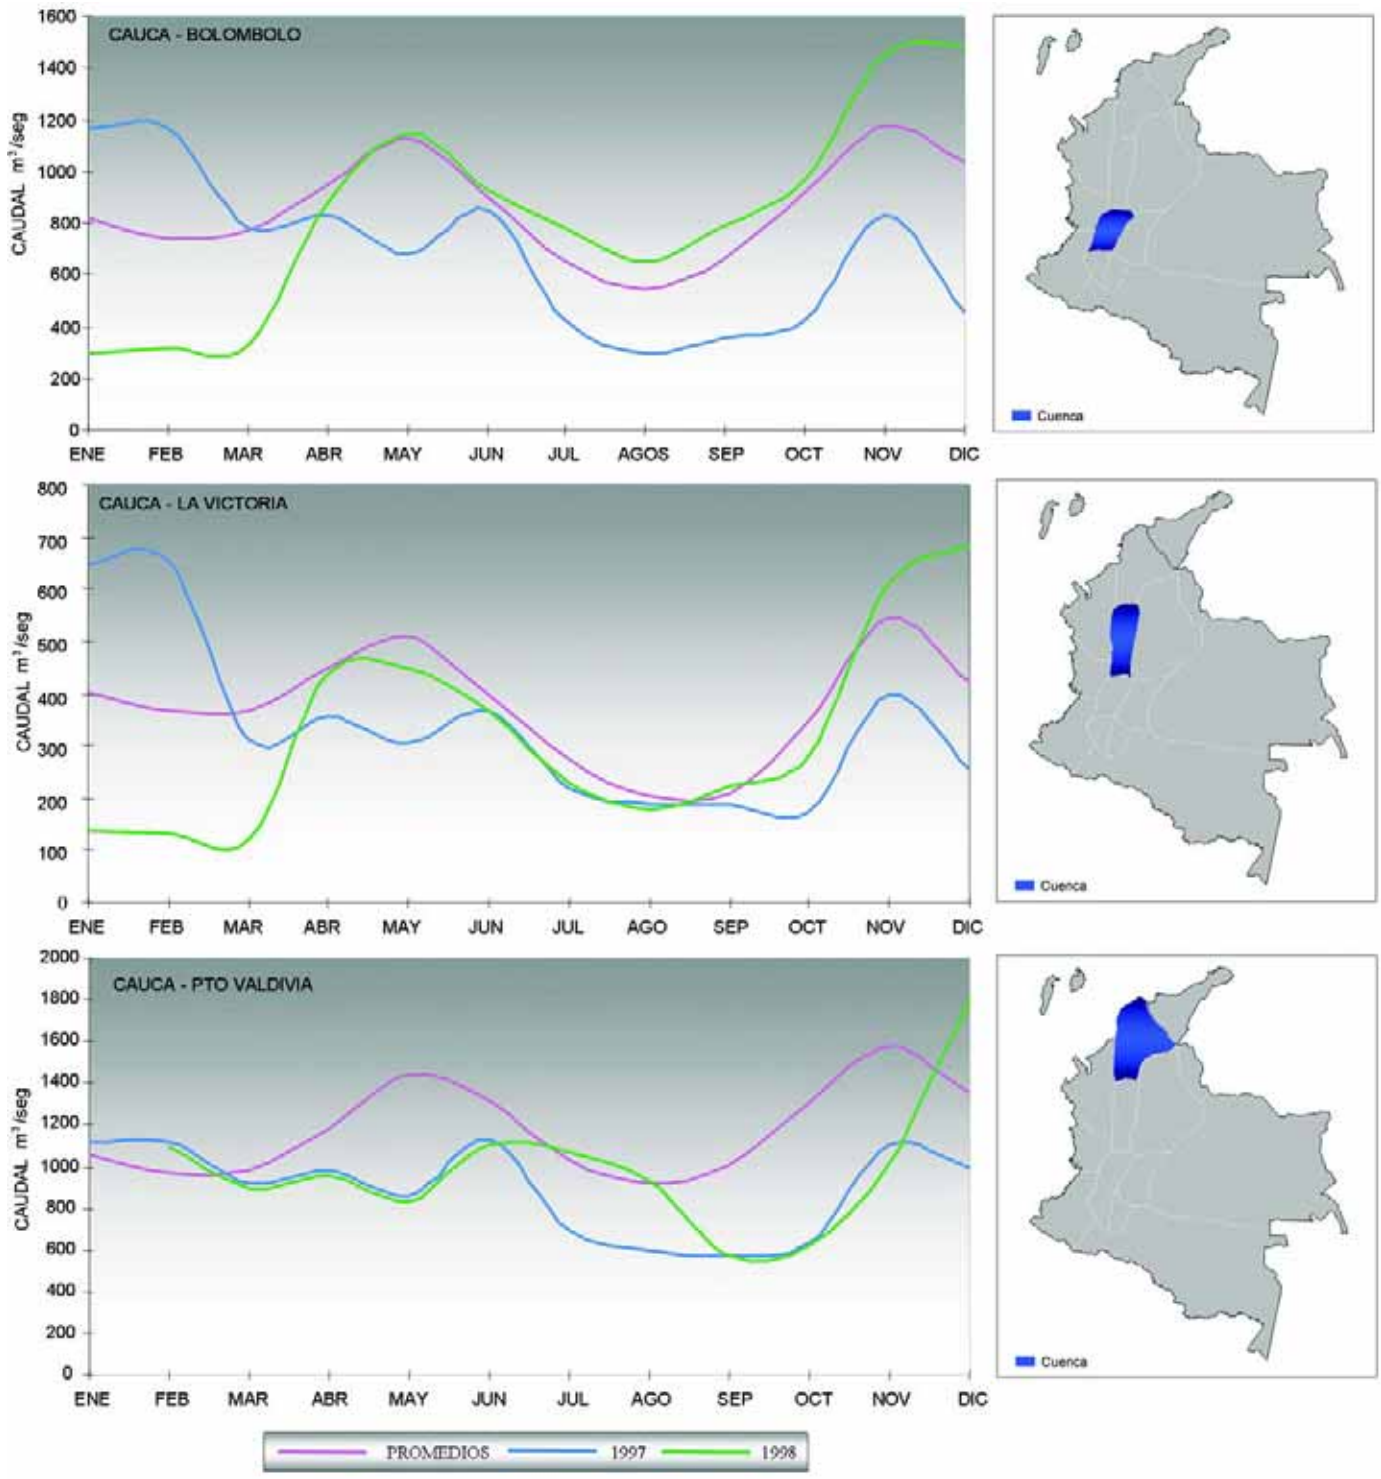 CAUCA - BOLOMBOLO
CAUDAL m³/seg
1600
1400
1200
1000
800
600
400
200
0
ENE FEB MAR ABR MAY JUN JUL AGOS SEP OCT NOV DIC
Cuenca
CAUCA - LA VICTORIA
CAUDAL m³/seg
800
700
600
500
400
300
200
100
0
ENE FEB MAR ABR MAY JUN JUL AGO SEP OCT NOV DIC
Cuenca
CAUCA - PTO VALDIVIA
CAUDAL m³/seg
2000
1800
1600
1400
1200
1000
800
600
400
200
0
ENE FEB MAR ABR MAY JUN JUL AGO SEP OCT NOV DIC
Cuenca
PROMEDIOS 1997 1998